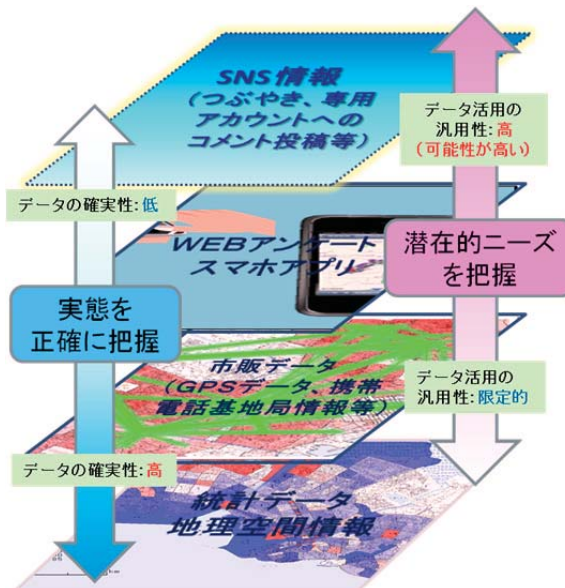 SNS情報
(つぶやき、専用
アカウントへの
コメント投稿等)
データ活用の
汎用性:高
(可能性が高い)
データの確実性:低
WEBアンケート
スマホアプリ
潜在的ニーズ
を把握
実態を
正確に把握
市販データ
(GPSデータ、携帯
電話基地局情報等)
データ活用の
汎用性:限定的
データの確実性:高
統計データ
地理空間情報